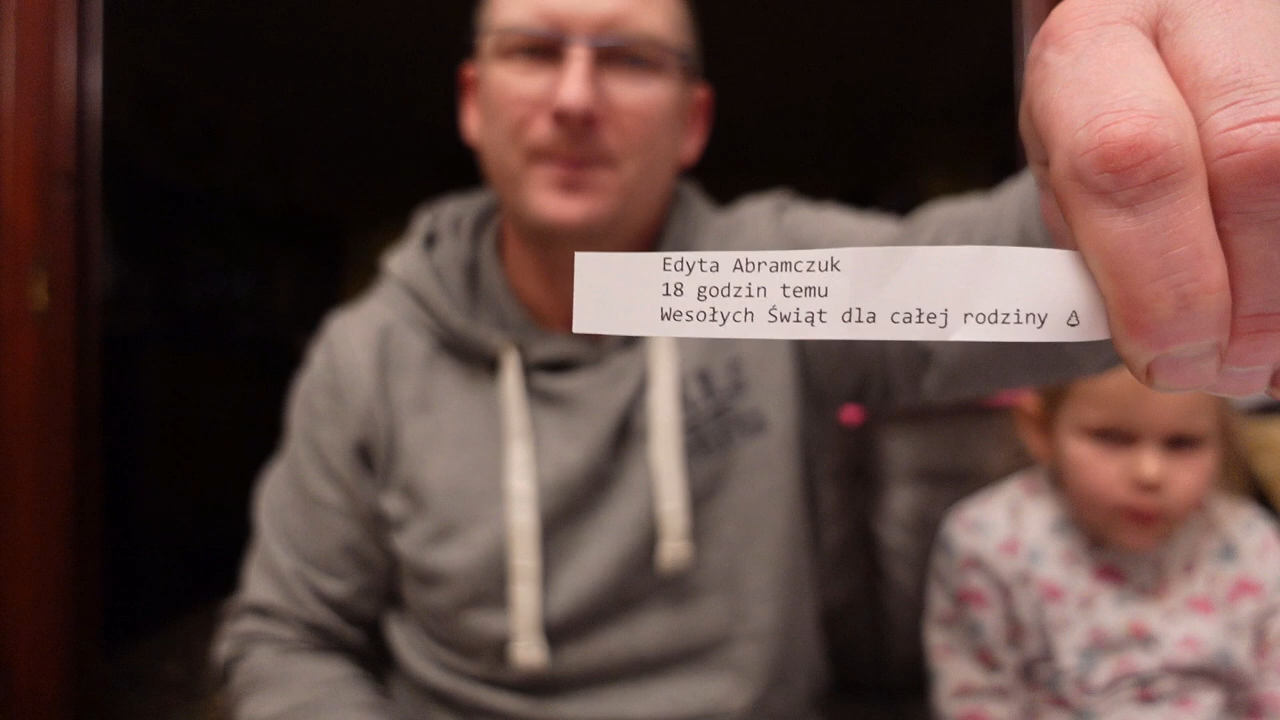 Edyta Abramczuk
18 godzin temu
Wesołych Świąt dla całej rodziny